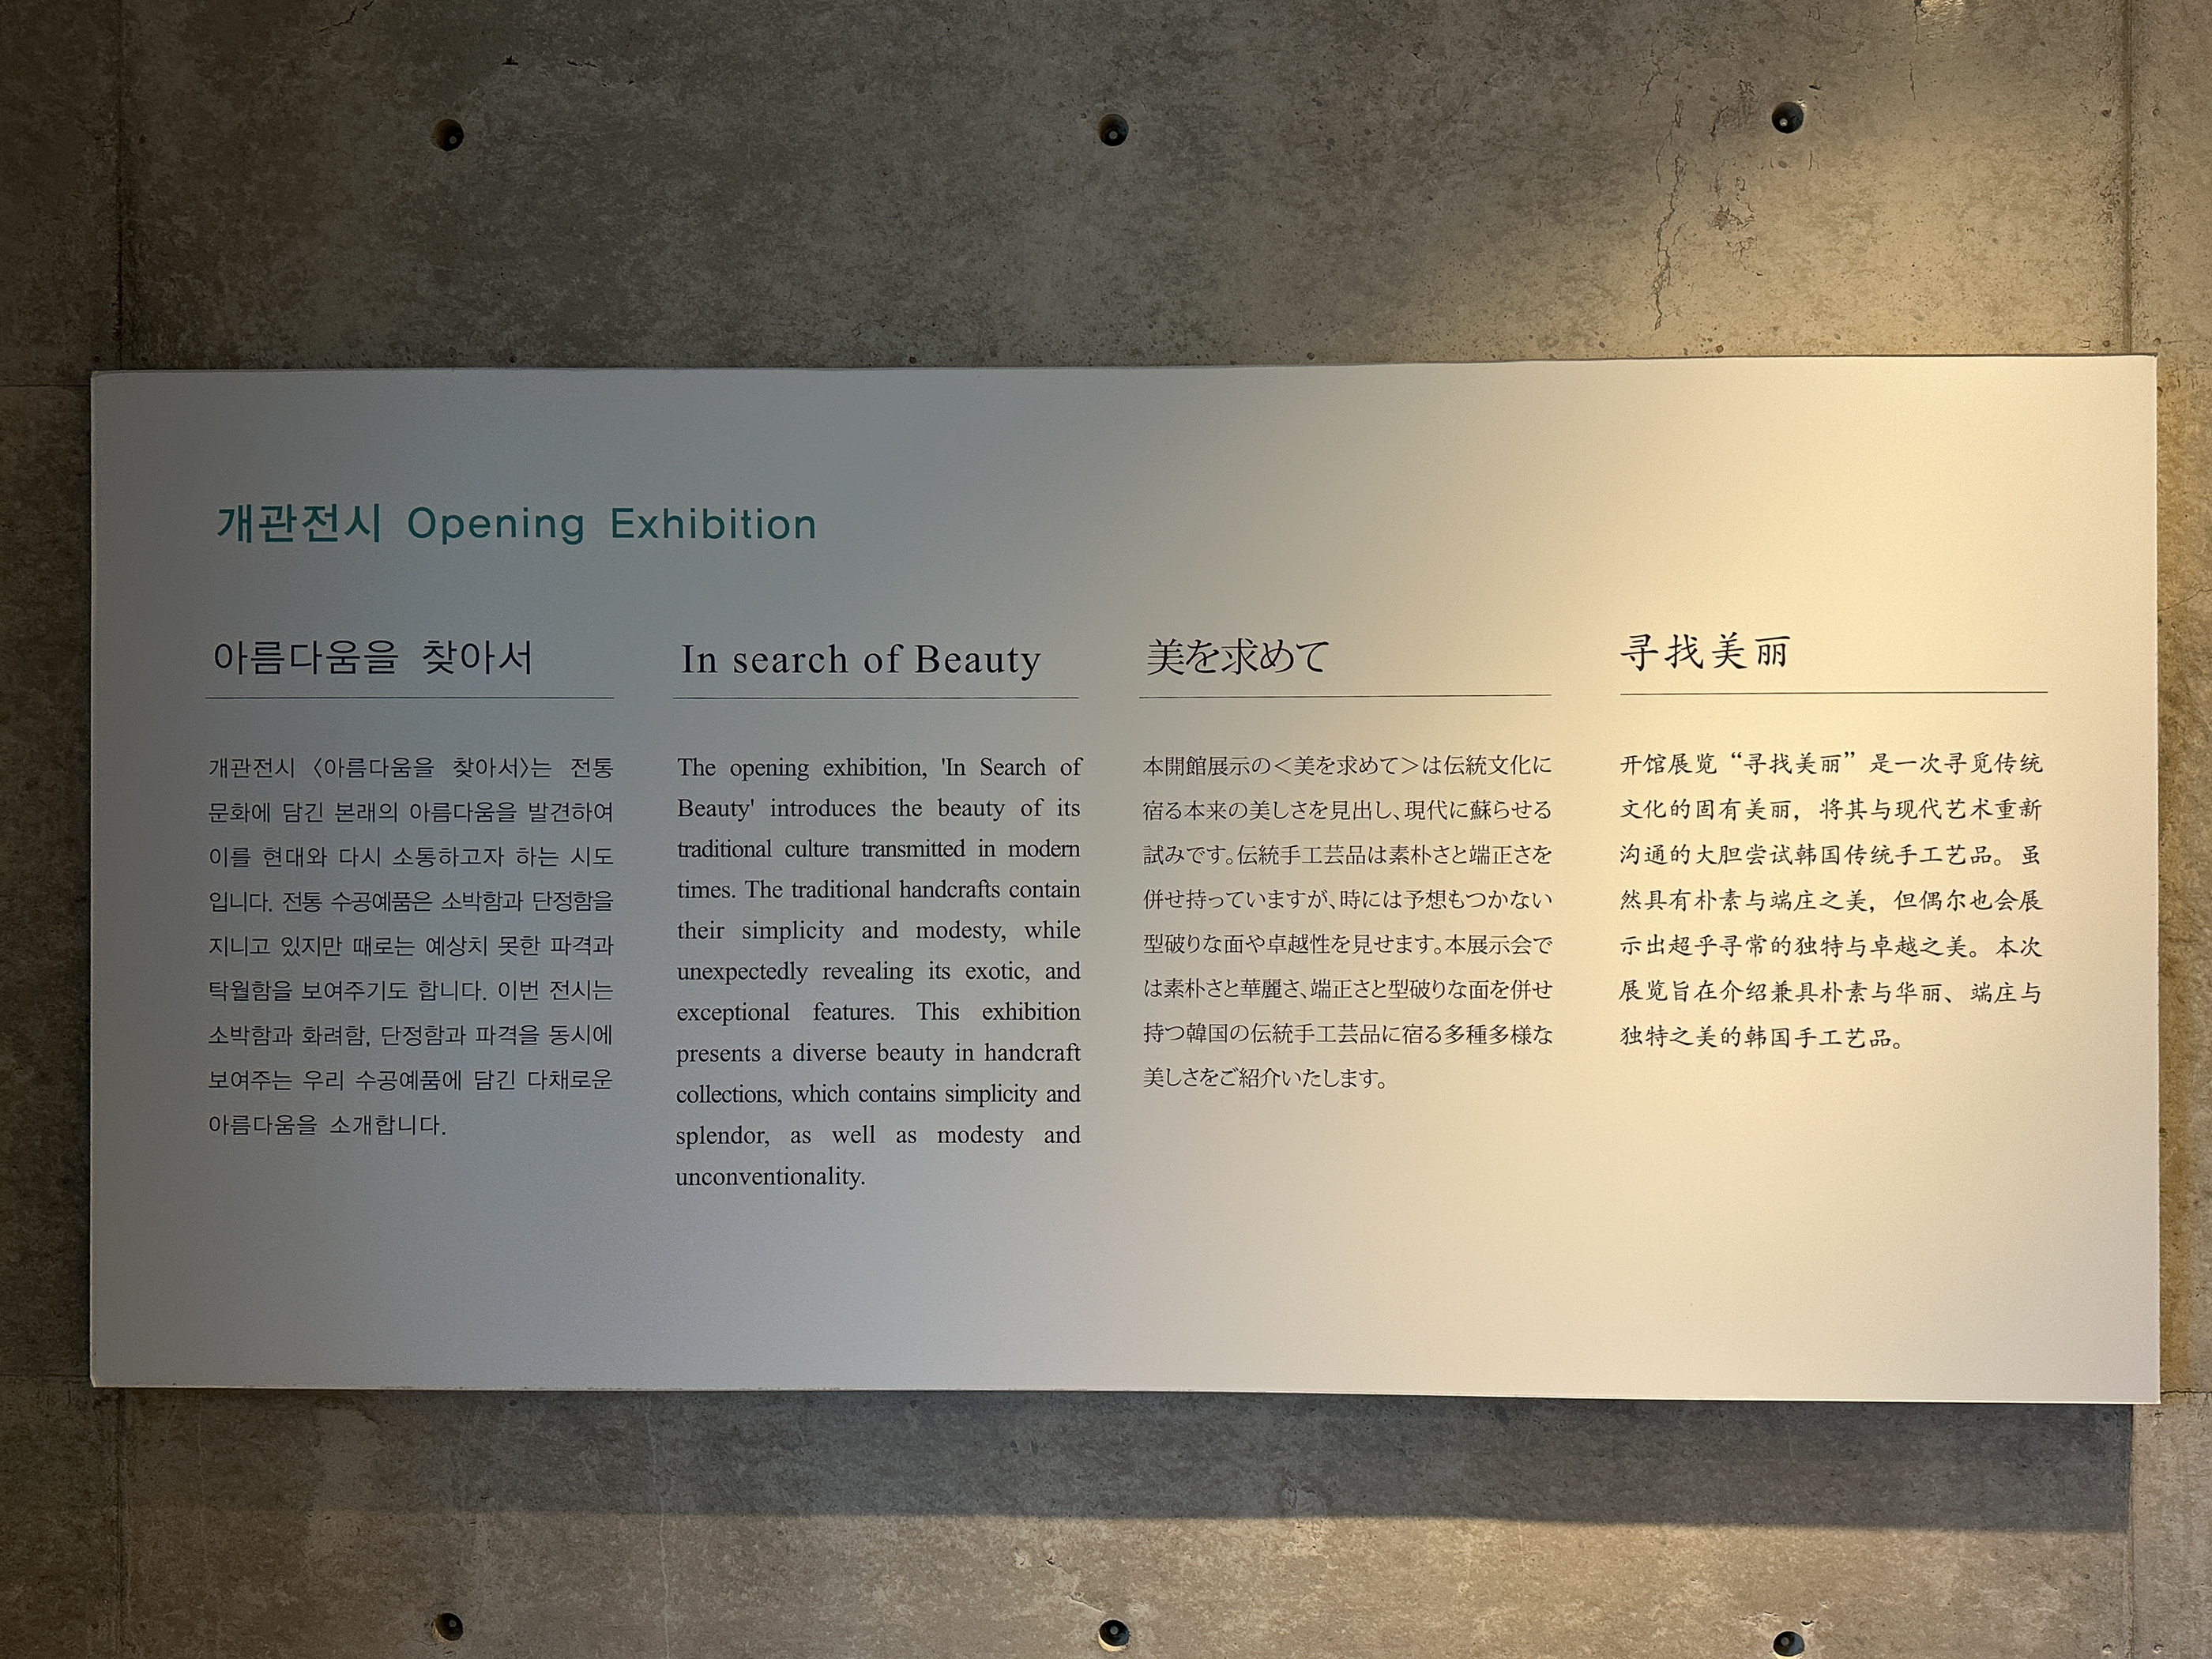 개관전시 Opening Exhibition
아름다움을 찾아서
개관전시 〈아름다움을 찾아서〉는 전통
문화에 담긴 본래의 아름다움을 발견하여
이를 현대와 다시 소통하고자 하는 시도
입니다. 전통 수공예품은 소박함과 단정함을
지니고 있지만 때로는 예상치 못한 파격과
탁월함을 보여주기도 합니다. 이번 전시는
소박함과 화려함, 단정함과 파격을 동시에
보여주는 우리 수공예품에 담긴 다채로운
아름다움을 소개합니다.
In search of Beauty
The opening exhibition, 'In Search of
Beauty' introduces the beauty of its
traditional culture transmitted in modern
times. The traditional handcrafts contain
their simplicity and modesty, while
unexpectedly revealing its exotic, and
exceptional features. This exhibition
presents a diverse beauty in handcraft
collections, which contains simplicity and
splendor, as well as modesty and
unconventionality.
美を求めて
本開館展示の＜美を求めて＞は伝統文化に
宿る本来の美しさを見出し、現代に蘇らせる
試みです。伝統手工芸品は素朴さと端正さを
併せ持っていますが、時には予想もつかない
型破りな面や卓越性を見せます。本展示会で
は素朴さと華麗さ、端正さと型破りな面を併せ
持つ韓国の伝統手工芸品に宿る多種多様な
美しさをご紹介いたします。
寻找美丽
开馆展览“寻找美丽”是一次寻觅传统
文化的固有美丽，将其与现代艺术重新
沟通的大胆尝试韩国传统手工艺品。虽
然具有朴素与端庄之美，但偶尔也会展
示出超乎寻常的独特与卓越之美。本次
展览旨在介绍兼具朴素与华丽、端庄与
独特之美的韩国手工艺品。